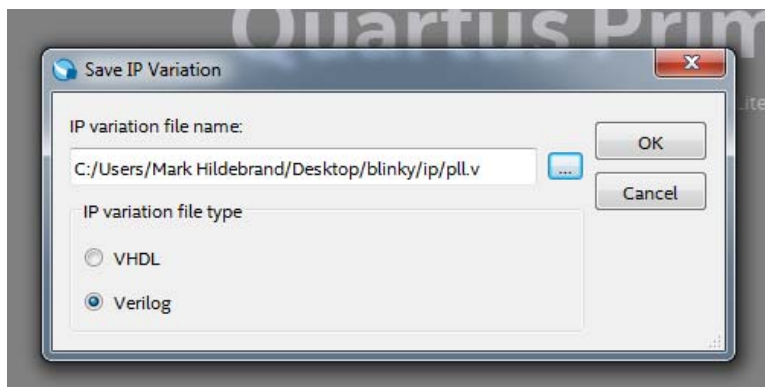 Quartus Prim
Save IP Variation
IP variation file name:
C:/Users/Mark Hildebrand/Desktop/blinky/ip/pll.v
...
OK
Cancel
IP variation file type
VHDL
Verilog